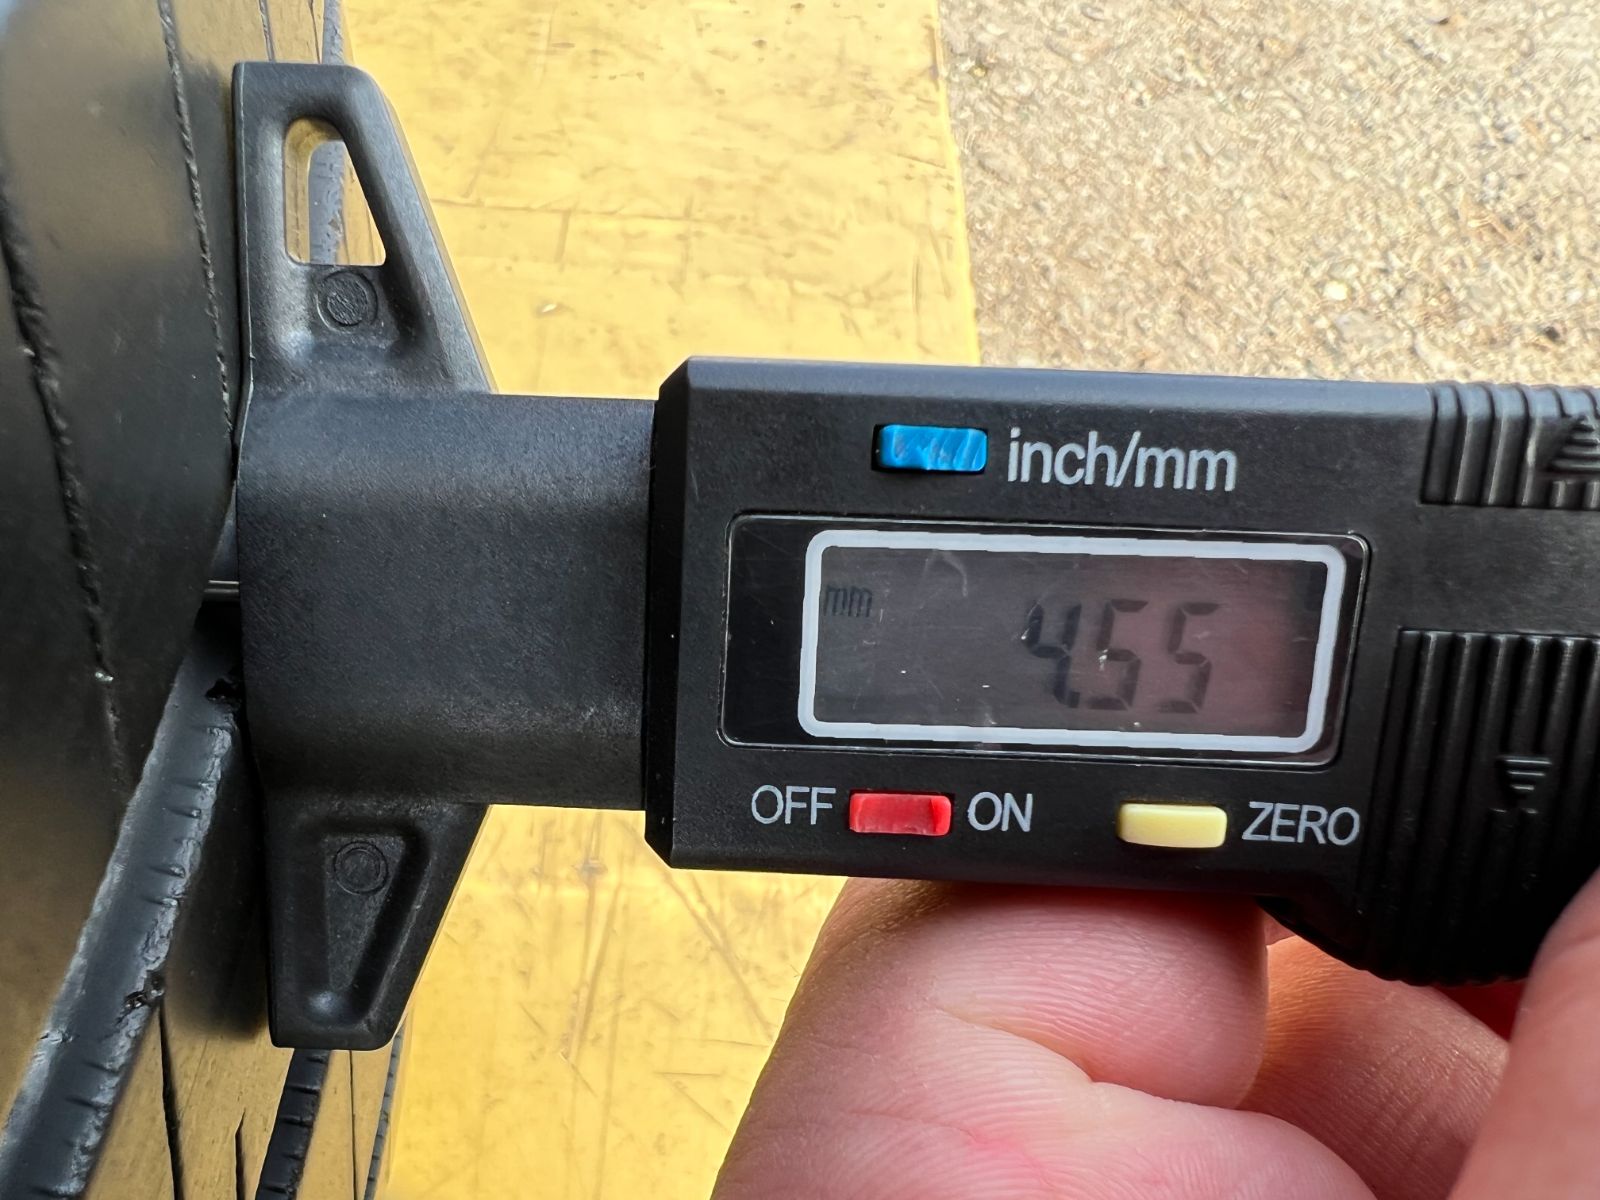 inch/mm
mm
4.55
OFF ON ZERO